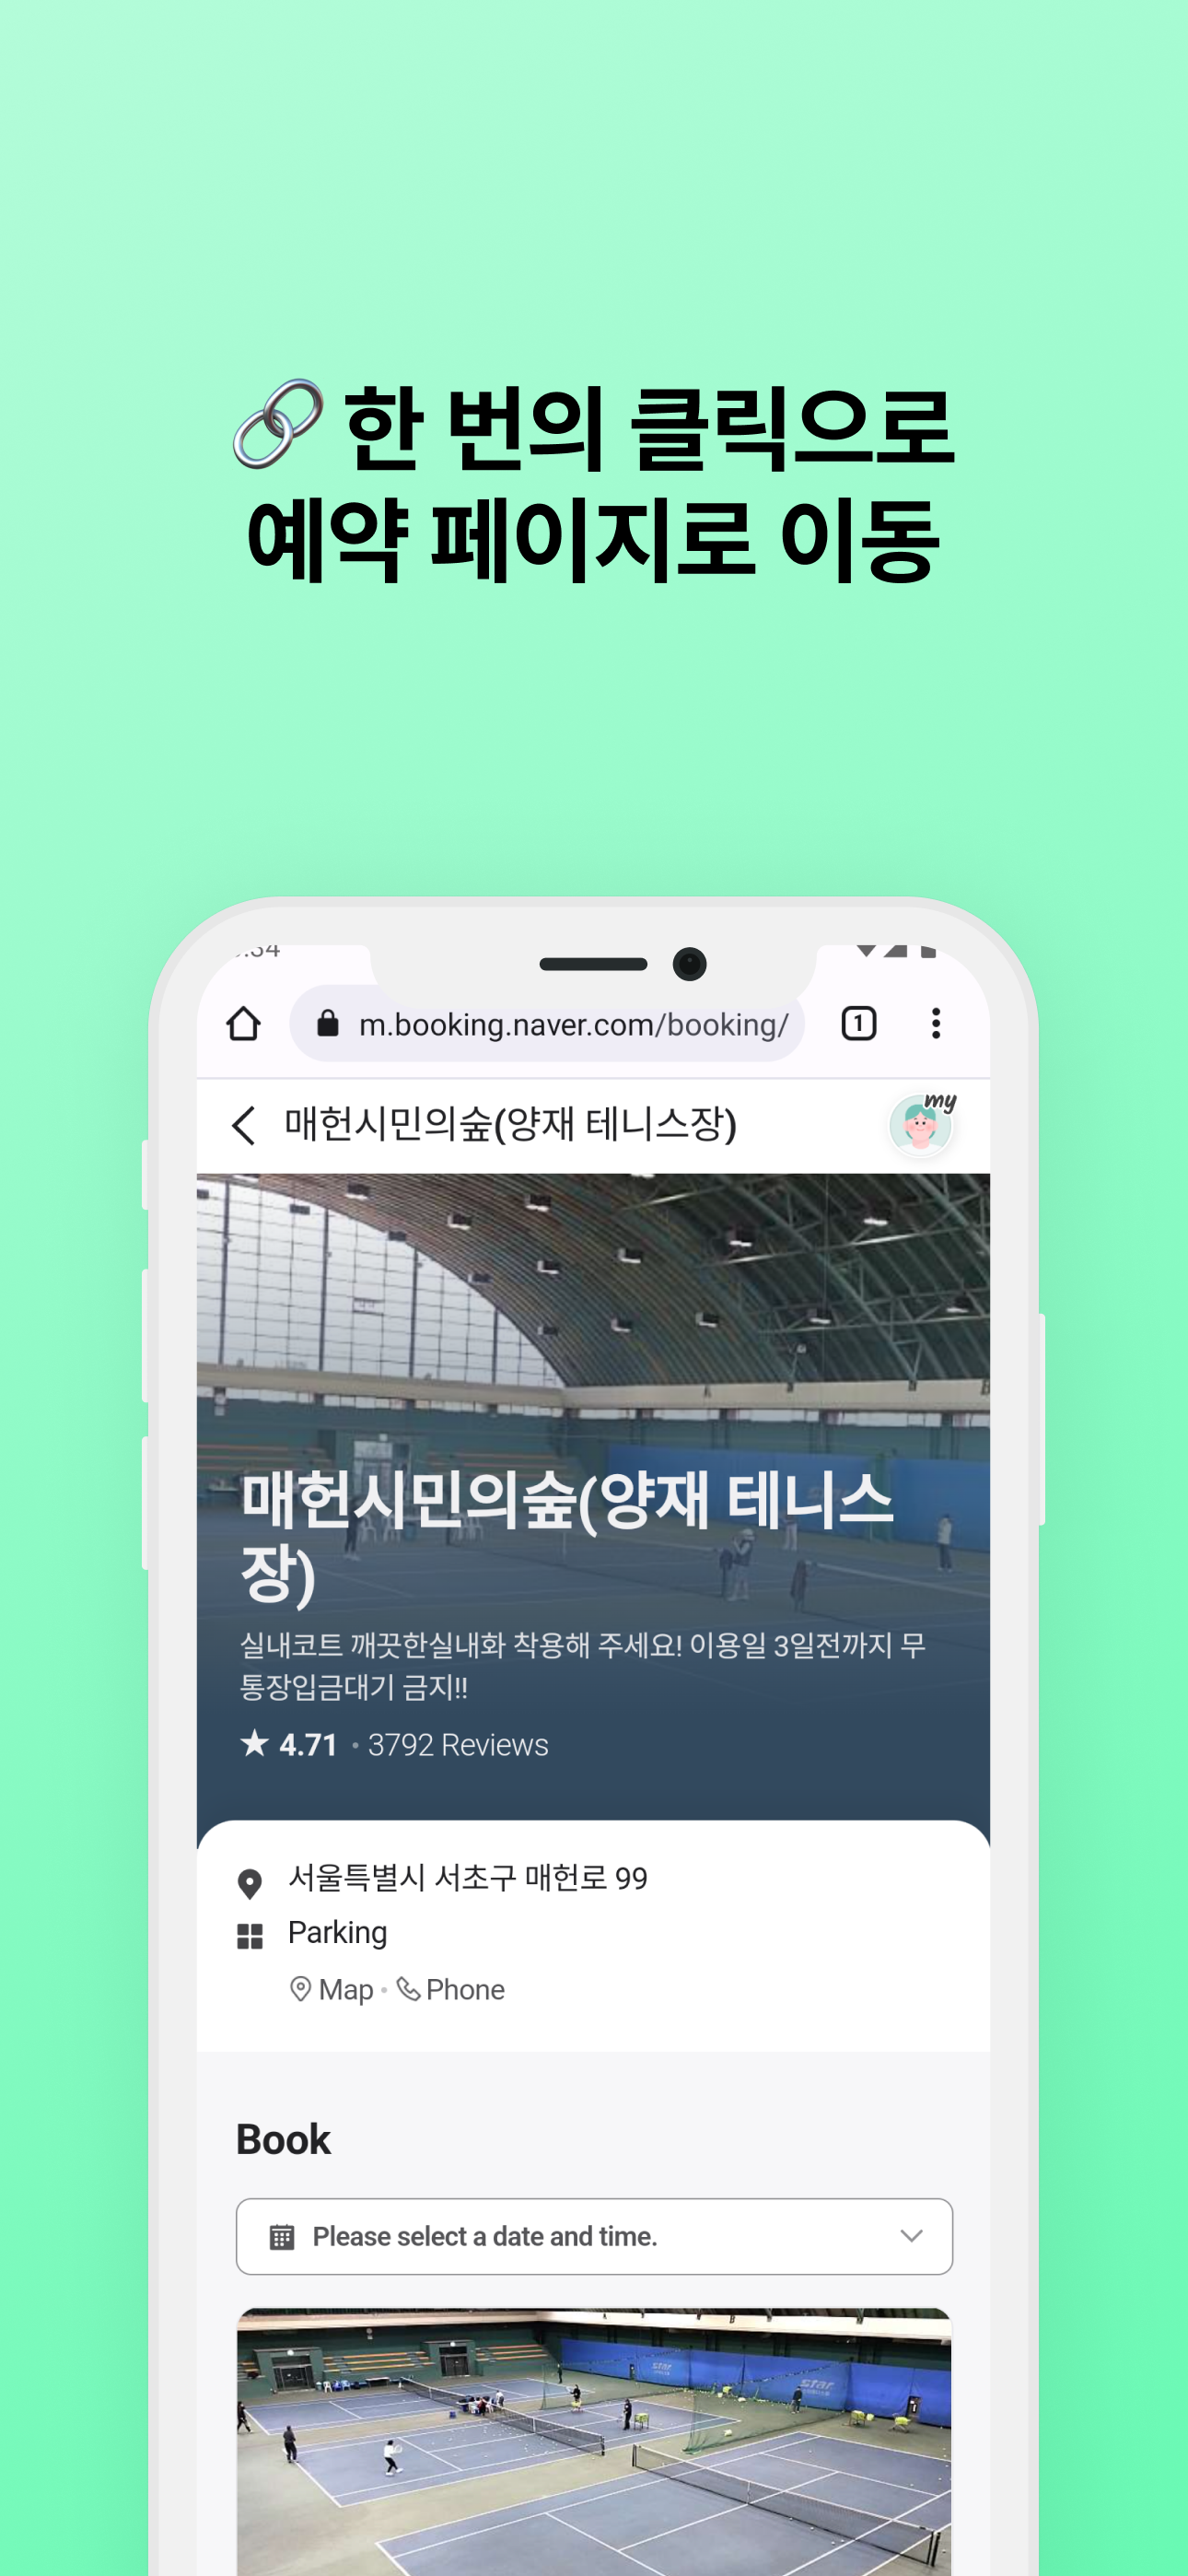 한 번의 클릭으로
예약 페이지로 이동
m.booking.naver.com/booking/
1
매헌시민의숲(양재 테니스장)
my
매헌시민의숲(양재 테니스
장)
실내코트 깨끗한실내화 착용해 주세요! 이용일 3일전까지 무
통장입금대기 금지!!
★ 4.71 • 3792 Reviews
서울특별시 서초구 매헌로 99
Parking
Map • Phone
Book
Please select a date and time.
star
star